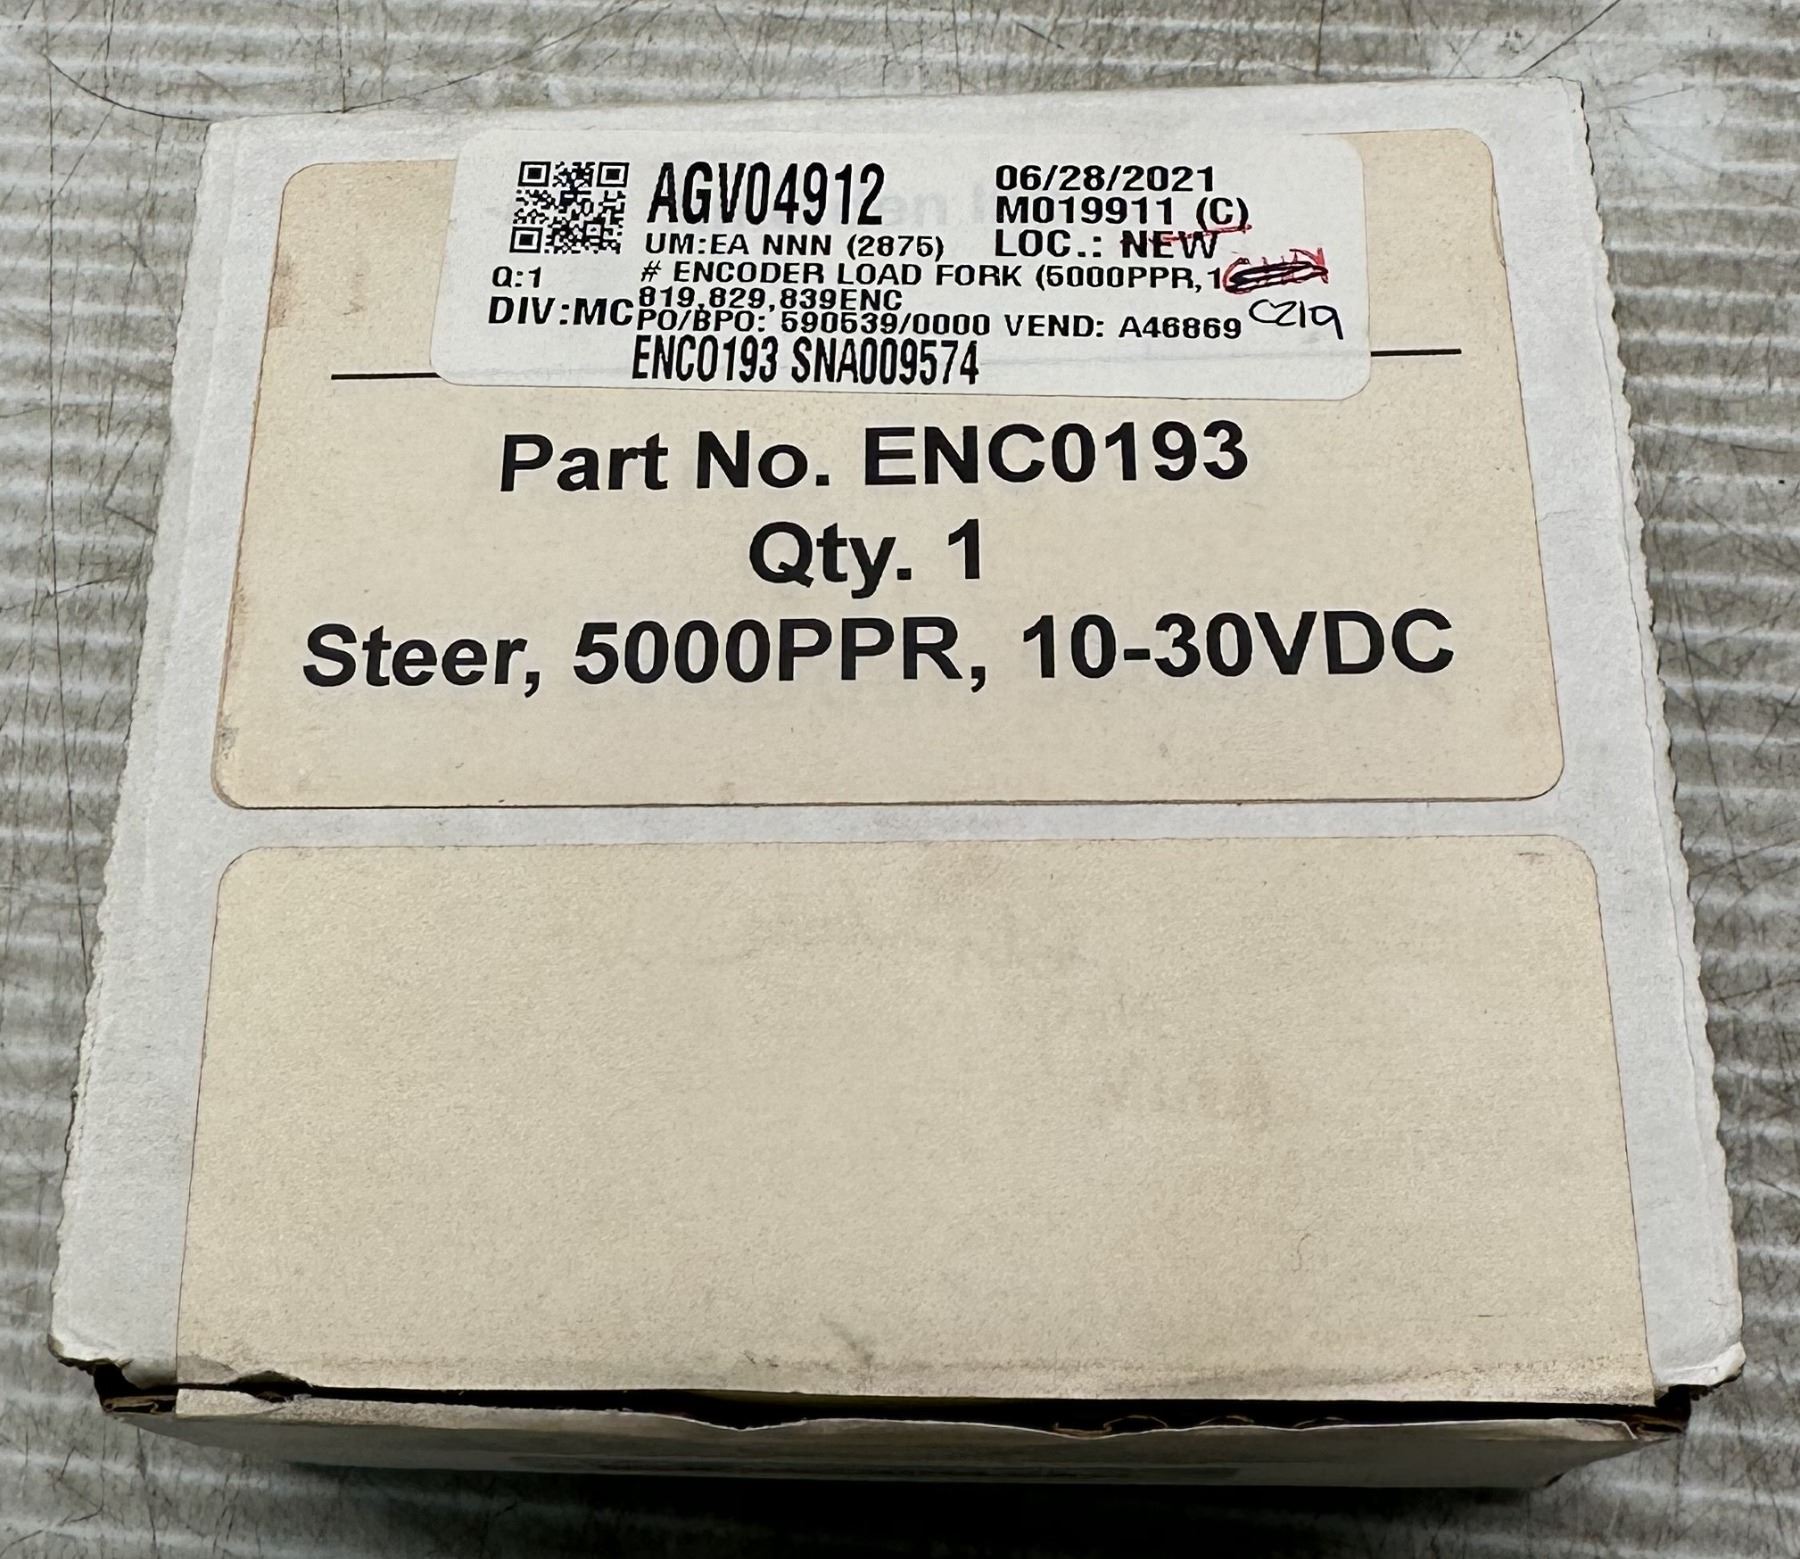 AGV04912
06/28/2021
M019911 (C)
UM:EA NNN (2875)
LOC.: NEW
Q:1
# ENCODER LOAD FORK (5000PPR,1
819,829,839ENC
DIV:MC
PO/BPO: 590539/0000 VEND: A46869
C219
ENC0193 SNA009574
Part No. ENC0193
Qty. 1
Steer, 5000PPR, 10-30VDC